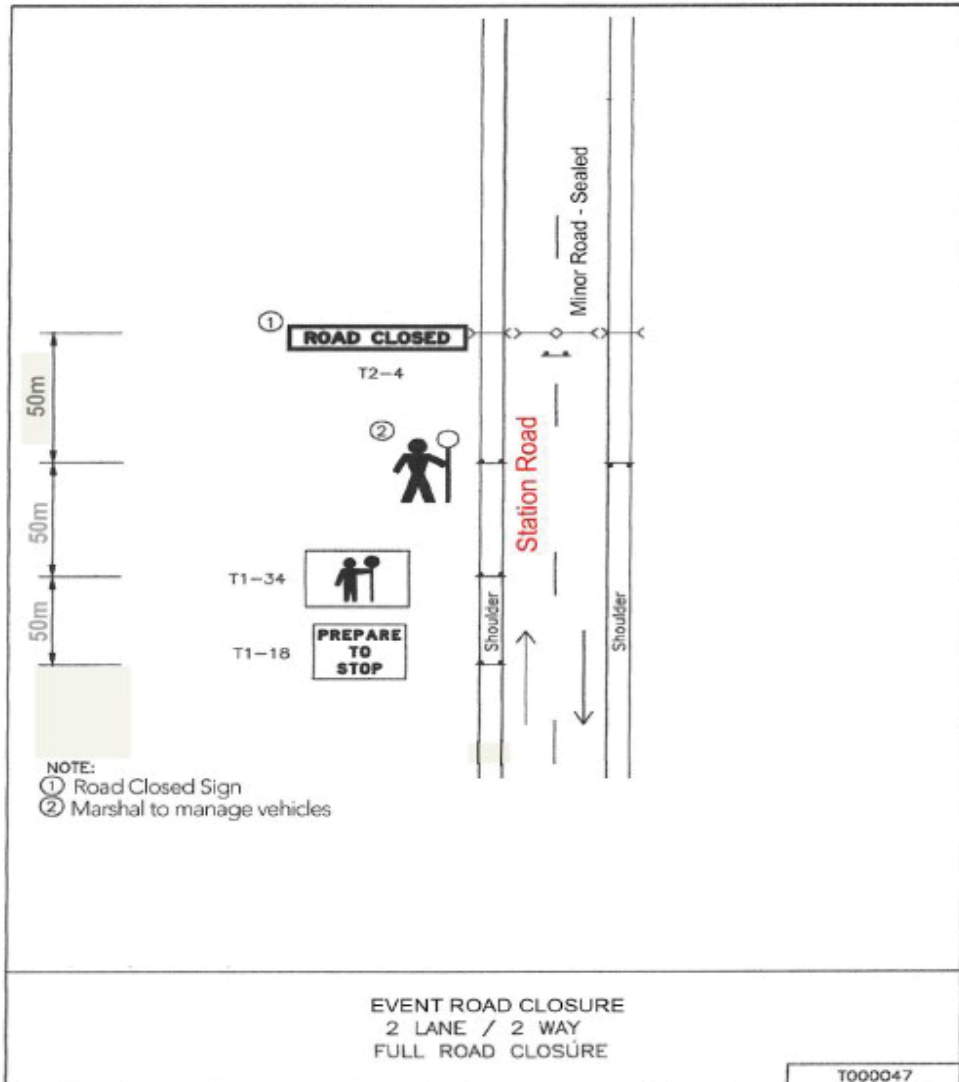 Minor Road - Sealed
①
ROAD CLOSED
T2-4
50m
②
Station Road
50m
T1-34
50m
Shoulder
Shoulder
T1-18
PREPARE
TO
STOP
NOTE:
① Road Closed Sign
② Marshal to manage vehicles
EVENT ROAD CLOSURE
2 LANE / 2 WAY
FULL ROAD CLOSURE
T000047